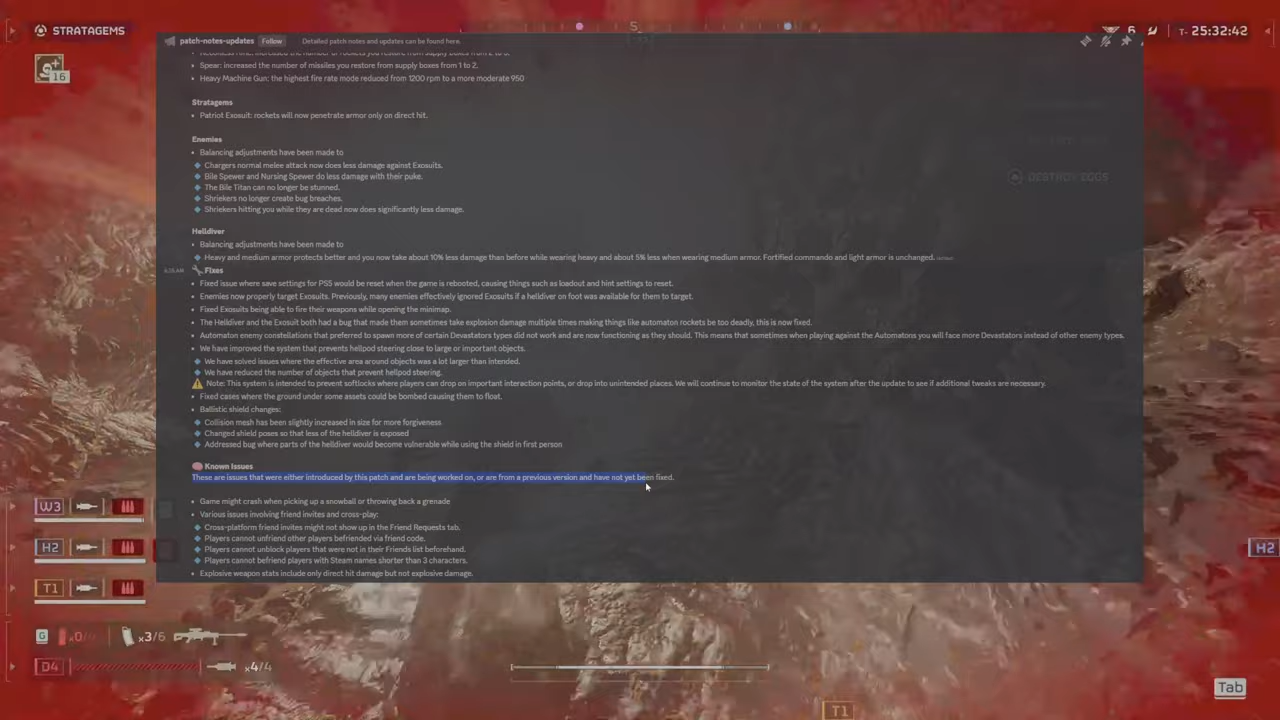 STRATAGEMS
S
6
T- 25:32:42
16
patch-notes-updates Follow Detailed patch notes and updates can be found here.
Spear: increased the number of missiles you restore from supply boxes from 1 to 2.
Heavy Machine Gun: the highest fire rate mode reduced from 1200 rpm to a more moderate 950
Stratagems
Patriot Exosuit: rockets will now penetrate armor only on direct hit.
Enemies
Balancing adjustments have been made to
Chargers normal melee attack now does less damage against Exosuits.
Bile Spewer and Nursing Spewer do less damage with their puke.
DESTROY EGGS
The Bile Titan can no longer be stunned.
Shriekers no longer create bug breaches.
Shriekers hitting you while they are dead now does significantly less damage.
Helldiver
Balancing adjustments have been made to
Heavy and medium armor protects better and you now take about 10% less damage than before while wearing heavy and about 5% less when wearing medium armor. Fortified commando and light armor is unchanged.
Fixes
Fixed issue where save settings for PS5 would be reset when the game is rebooted, causing things such as loadout and hint settings to reset.
Enemies now properly target Exosuits. Previously, many enemies effectively ignored Exosuits if a helldiver on foot was available for them to target.
Fixed Exosuits being able to fire their weapons while opening the minimap.
The Helldiver and the Exosuit both had a bug that made them sometimes take explosion damage multiple times making things like automaton rockets be too deadly, this is now fixed.
Automaton enemy constellations that preferred to spawn more of certain Devastators types did not work and are now functioning as they should. This means that sometimes when playing against the Automatons you will face more Devastators instead of other enemy types.
We have improved the system that prevents hellpod steering close to large or important objects.
We have solved issues where the effective area around objects was a lot larger than intended.
We have reduced the number of objects that prevent hellpod steering.
Note: This system is intended to prevent softlocks where players can drop on important interaction points, or drop into unintended places. We will continue to monitor the state of the system after the update to see if additional tweaks are necessary.
Fixed cases where the ground under some assets could be bombed causing them to float.
Ballistic shield changes:
Collision mesh has been slightly increased in size for more forgiveness
Changed shield poses so that less of the helldiver is exposed
Addressed bug where parts of the helldiver would become vulnerable while using the shield in first person
Known Issues
These are issues that were either introduced by this patch and are being worked on, or are from a previous version and have not yet been fixed.
Game might crash when picking up a snowball or throwing back a grenade
Various issues involving friend invites and cross-play:
Cross-platform friend invites might not show up in the Friend Requests tab.
Players cannot unfriend other players befriended via friend code.
Players cannot unblock players that were not in their Friends list beforehand.
Players cannot befriend players with Steam names shorter than 3 characters.
Explosive weapon stats include only direct hit damage but not explosive damage.
W3
H2
H2
T1
G x3/6
D4 x4/4
Tab
T1